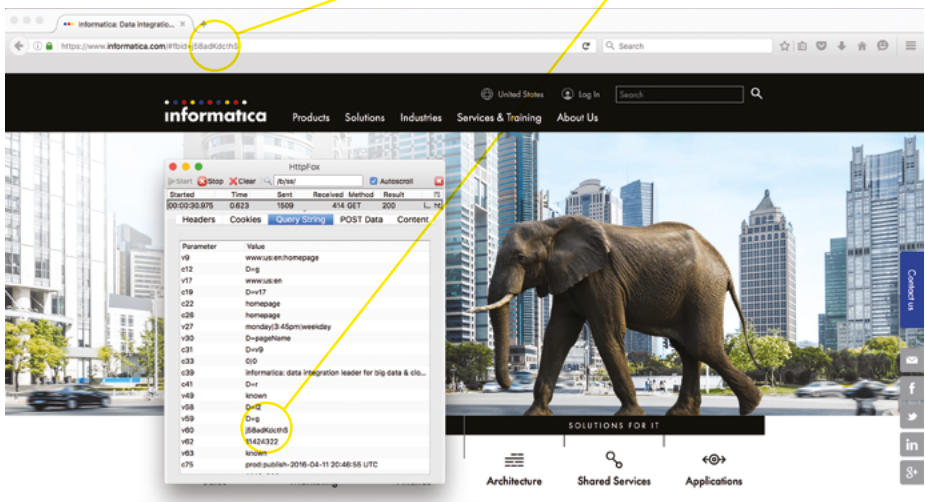 informatica: Data integratio... × +
https://www.informatica.com/#fbid=j58adKdcthS
Search
United States Log In Search
informatica Products Solutions Industries Services & Training About Us
HttpFox
Start Stop Clear /b/ss/ Autoscroll
Started Time Sent Received Method Result
00:00:30.975 0.623 1509 414 GET 200
Headers Cookies Query String POST Data Content
Parameter Value
v9 www:us:en:homepage
c12 D=g
v17 www:us:en
c19 D=v17
c22 homepage
c26 homepage
v27 monday|3:45pm|weekday
v30 D=pageName
c31 D=v9
c33 0|0
c39 informatica: data integration leader for big data & clo...
c41 D=r
v49 known
v58 D=l2
v59 D=g
v60 j58adKdcthS
v62 11424322
v63 known
c75 prod:publish-2016-04-11 20:46:55 UTC
Contact us
f
in
g+
SOLUTIONS FOR IT
Architecture Shared Services Applications